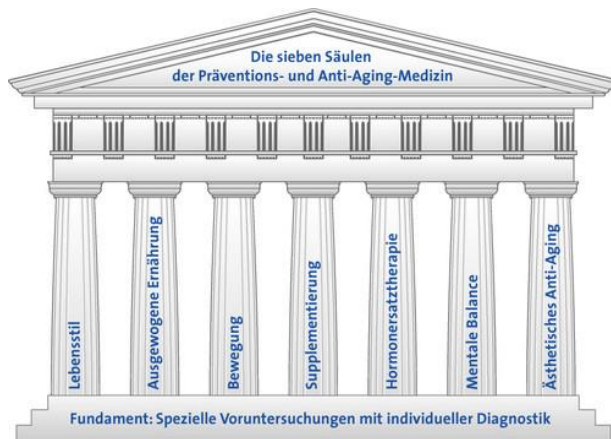 Die sieben Säulen
der Präventions- und Anti-Aging-Medizin
Lebensstil
Ausgewogene Ernährung
Bewegung
Supplementierung
Hormonersatztherapie
Mentale Balance
Ästhetisches Anti-Aging
Fundament: Spezielle Voruntersuchungen mit individueller Diagnostik